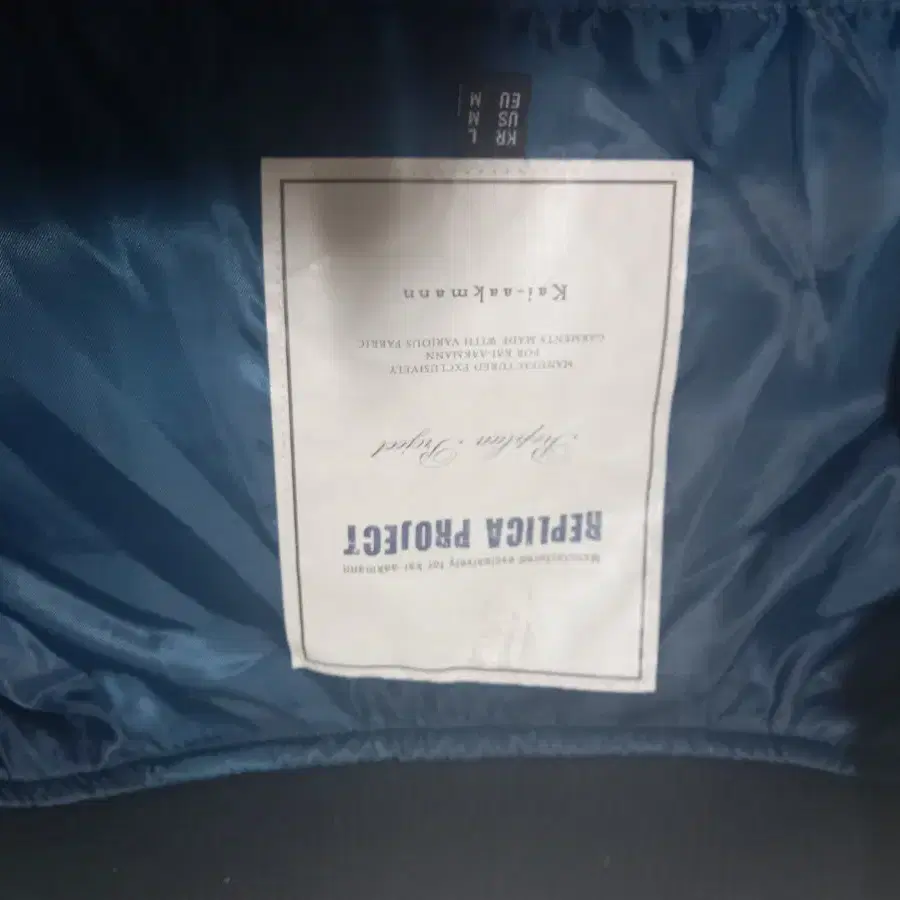 Manufactured exclusively for kai-aakmann
REPLICA PROJECT
Replica Project
MANUFACTURED EXCLUSIVELY
FOR KAI-AAKMANN
GARMENTS MADE WITH VARIOUS FABRIC
Kai-aakmann
KR L
US M
EU M